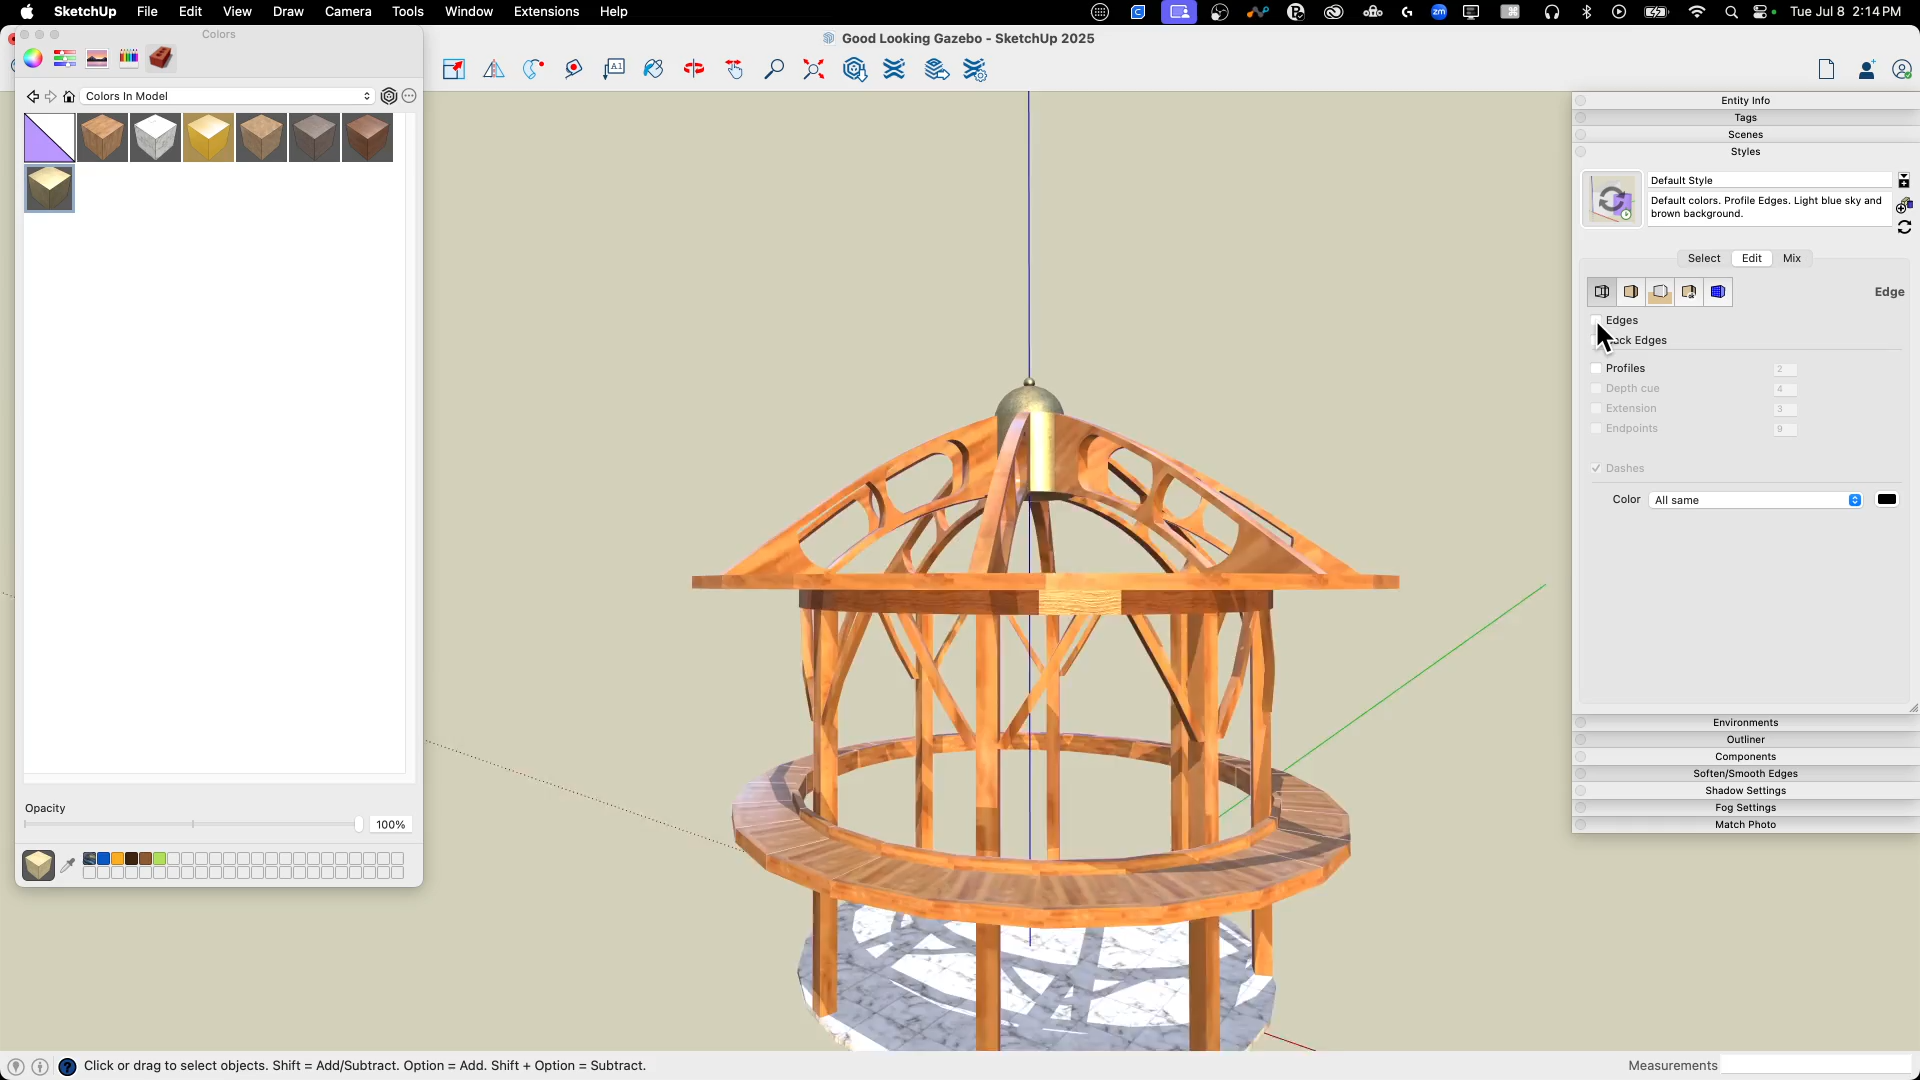 SketchUp File Edit View Draw Camera Tools Window Extensions Help
zm
Tue Jul 8 2:14 PM
Colors
Good Looking Gazebo - SketchUp 2025
A1
Colors In Model
Entity Info
Tags
Scenes
Styles
Default Style
Default colors. Profile Edges. Light blue sky and
brown background.
Select Edit Mix
Edge
Edges
ck Edges
Profiles 2
Depth cue 4
Extension 3
Endpoints 9
Dashes
Color All same
Environments
Outliner
Components
Soften/Smooth Edges
Shadow Settings
Fog Settings
Match Photo
Opacity
100%
Click or drag to select objects. Shift = Add/Subtract. Option = Add. Shift + Option = Subtract.
Measurements